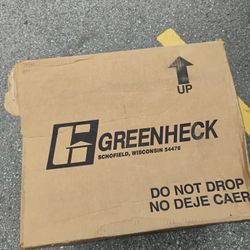 UP
GREENHECK
SCHOFIELD, WISCONSIN 54476
DO NOT DROP
NO DEJE CAER